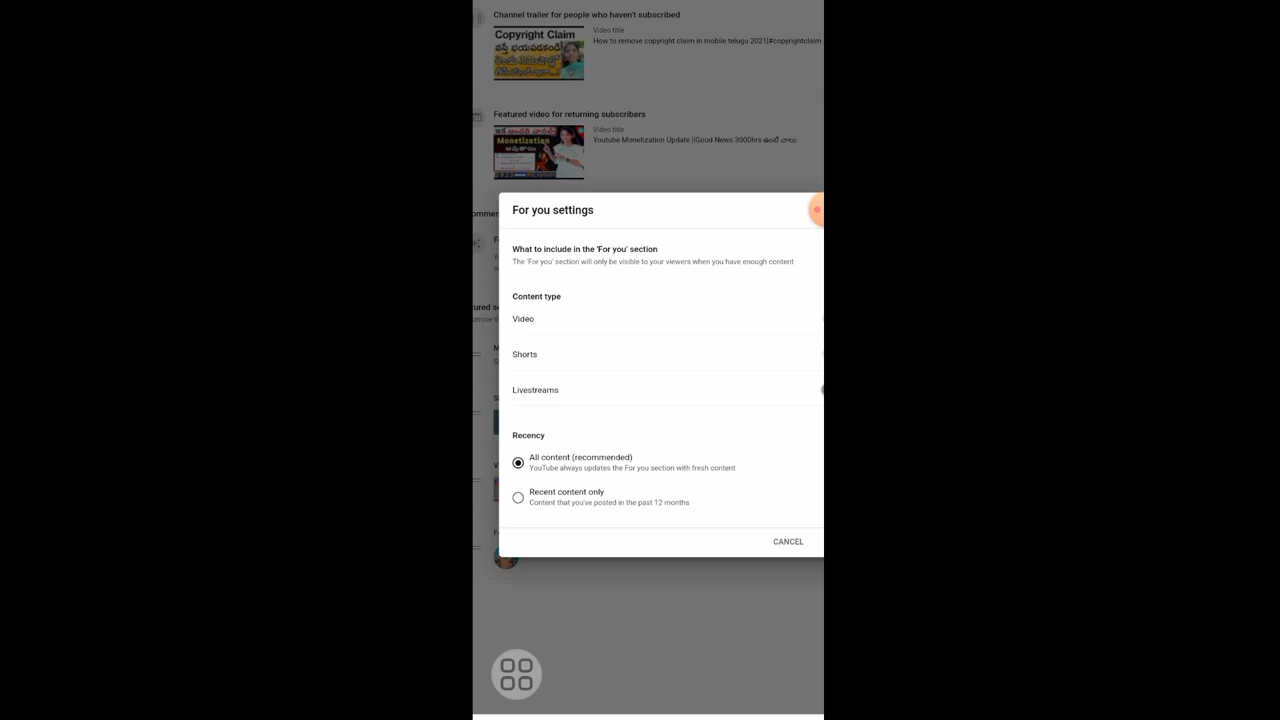 Channel trailer for people who haven't subscribed
Copyright Claim
వస్తే భయపడకండి
Video title
How to remove copyright claim in mobile telugu 2021|#copyrightclaim
Featured video for returning subscribers
Monetization
Video title
Youtube Monetization Update ||Good News 3000hrs ఉంటే చాలు
For you settings
What to include in the 'For you' section
The 'For you' section will only be visible to your viewers when you have enough content
Content type
Video
Shorts
Livestreams
Recency
All content (recommended)
YouTube always updates the For you section with fresh content
Recent content only
Content that you've posted in the past 12 months
CANCEL